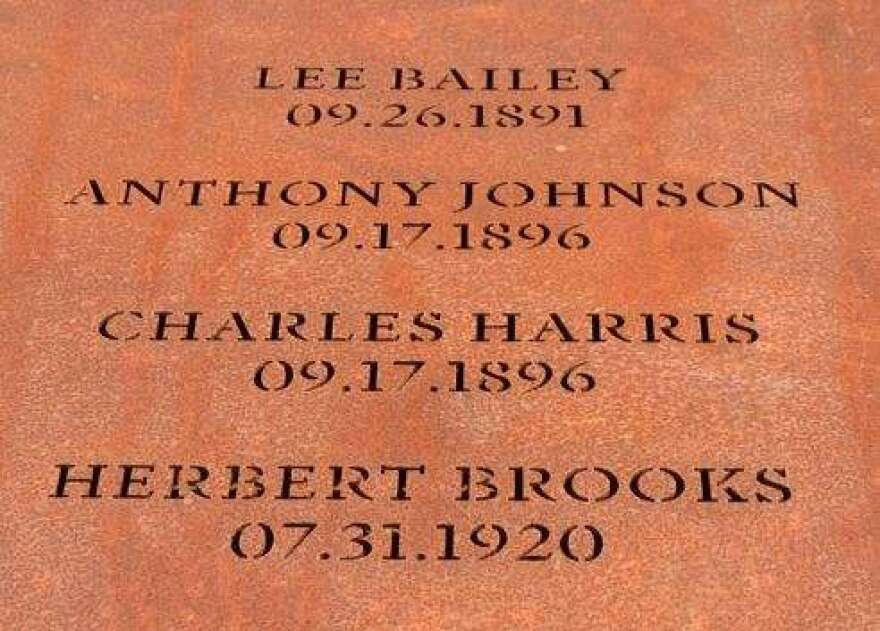 LEE BAILEY
09.26.1891
ANTHONY JOHNSON
09.17.1896
CHARLES HARRIS
09.17.1896
HERBERT BROOKS
07.31.1920